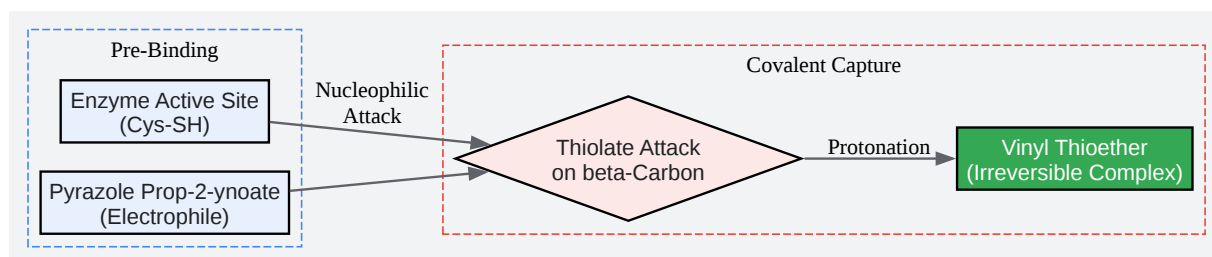 Pre-Binding
Enzyme Active Site
(Cys-SH)
Pyrazole Prop-2-ynoate
(Electrophile)
Nucleophilic
Attack
Covalent Capture
Thiolate Attack
on beta-Carbon
Protonation
Vinyl Thioether
(Irreversible Complex)